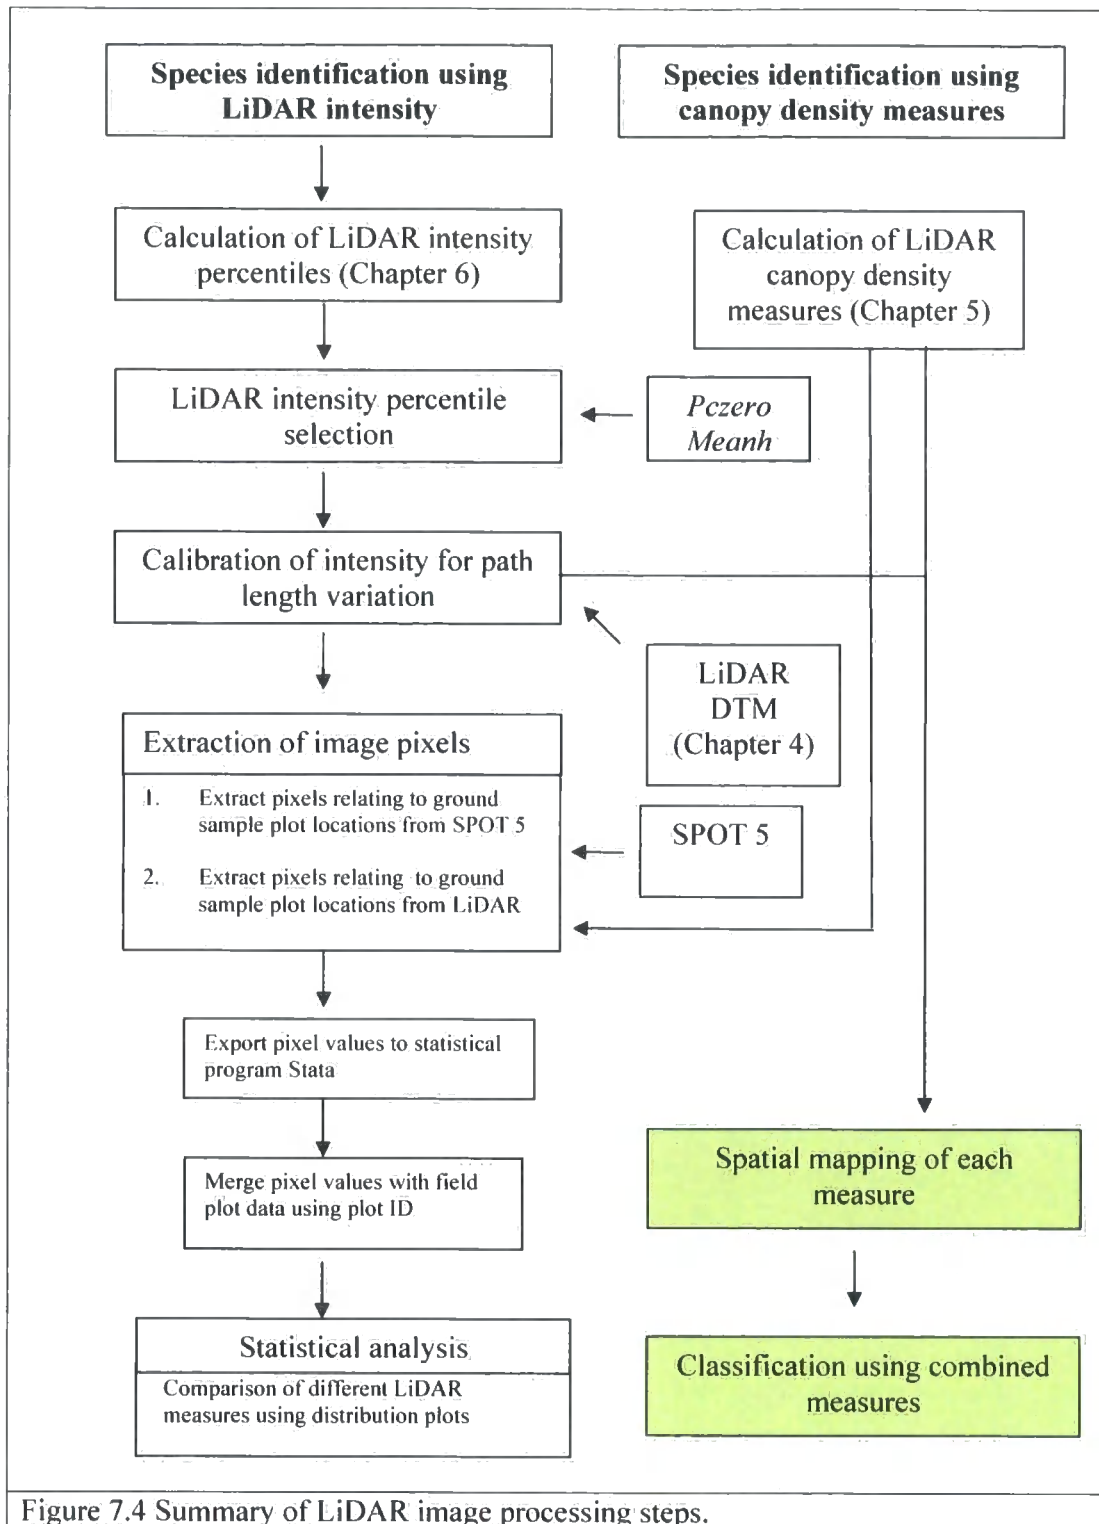 Species identification using
LiDAR intensity
Species identification using
canopy density measures
Calculation of LiDAR intensity
percentiles (Chapter 6)
Calculation of LiDAR
canopy density
measures (Chapter 5)
LiDAR intensity percentile
selection
Pczero
Meanh
Calibration of intensity for path
length variation
LiDAR
DTM
(Chapter 4)
Extraction of image pixels
1. Extract pixels relating to ground
sample plot locations from SPOT 5
2. Extract pixels relating to ground
sample plot locations from LiDAR
SPOT 5
Export pixel values to statistical
program Stata
Merge pixel values with field
plot data using plot ID
Spatial mapping of each
measure
Statistical analysis
Comparison of different LiDAR
measures using distribution plots
Classification using combined
measures
Figure 7.4 Summary of LiDAR image processing steps.